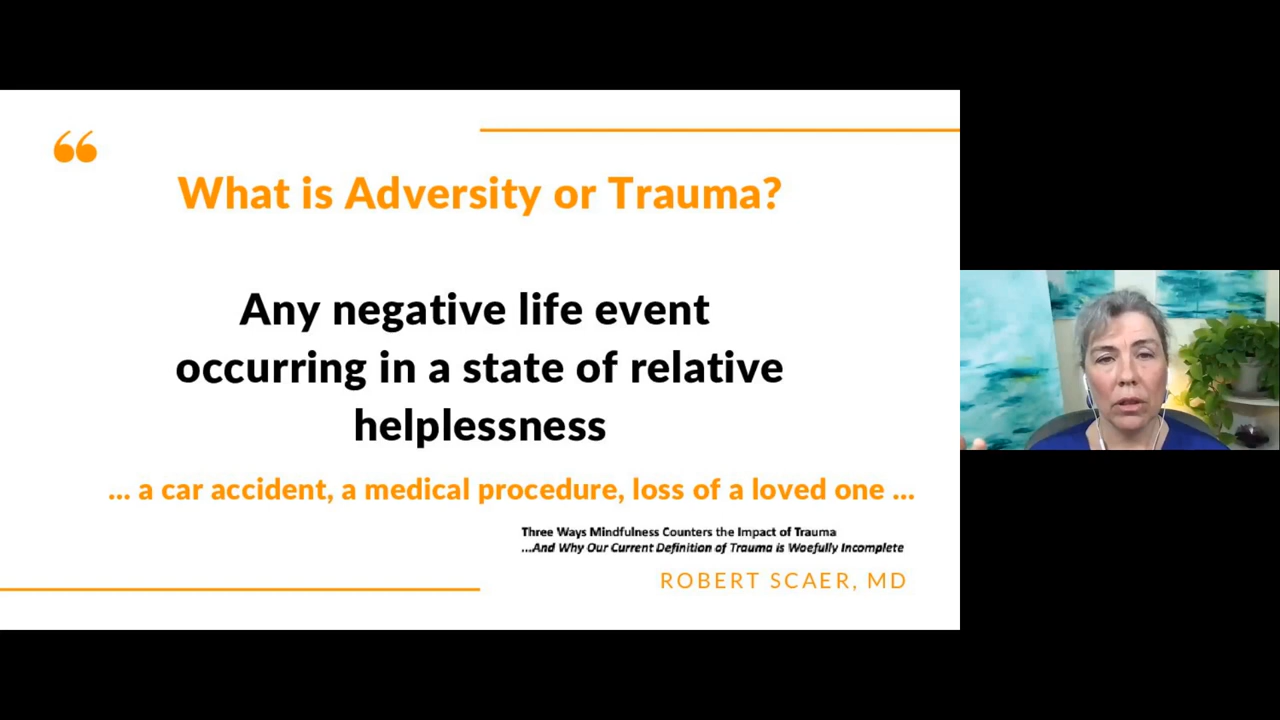 “
What is Adversity or Trauma?
Any negative life event
occurring in a state of relative
helplessness
... a car accident, a medical procedure, loss of a loved one ...
Three Ways Mindfulness Counters the Impact of Trauma
...And Why Our Current Definition of Trauma is Woefully Incomplete
ROBERT SCAER, MD